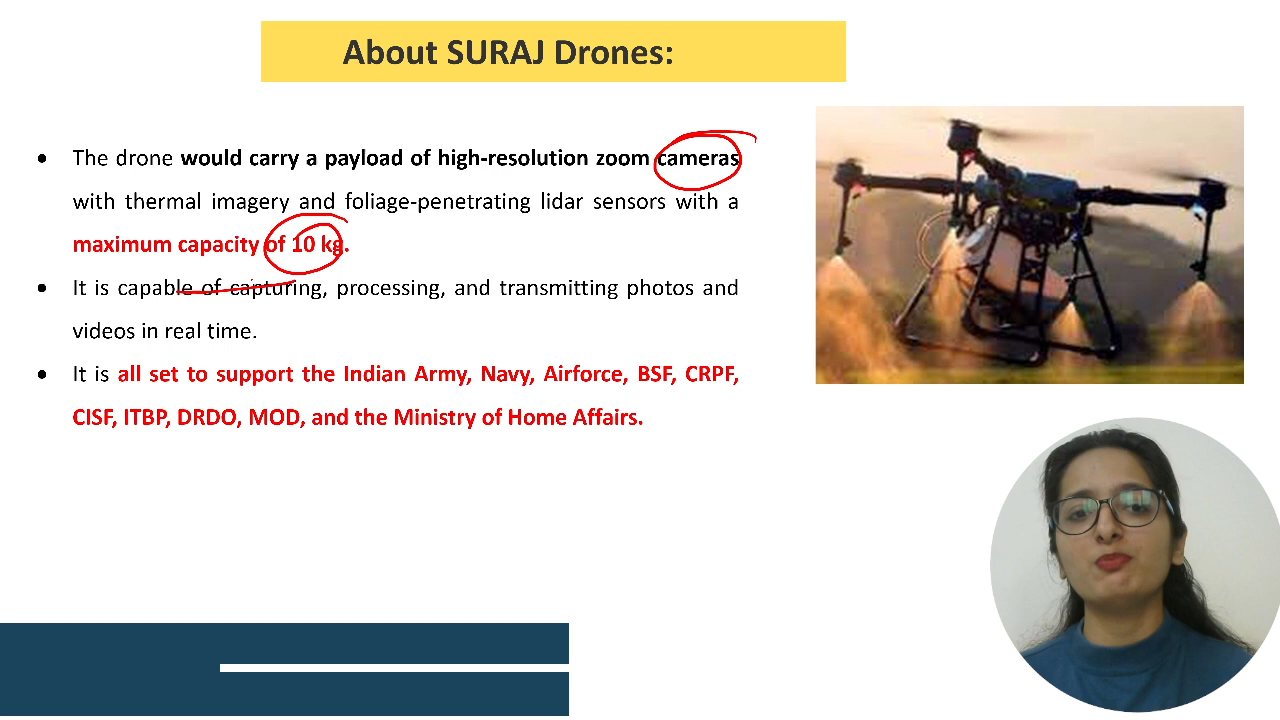 About SURAJ Drones:
• The drone would carry a payload of high-resolution zoom cameras
with thermal imagery and foliage-penetrating lidar sensors with a
maximum capacity of 10 kg.
• It is capable of capturing, processing, and transmitting photos and
videos in real time.
• It is all set to support the Indian Army, Navy, Airforce, BSF, CRPF,
CISF, ITBP, DRDO, MOD, and the Ministry of Home Affairs.